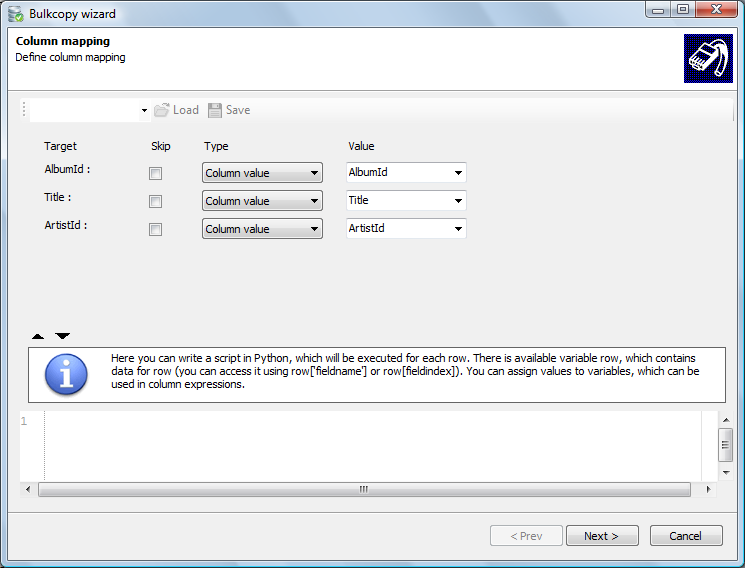 Bulkcopy wizard
Column mapping
Define column mapping
Load Save
Target Skip Type Value
AlbumId : Column value AlbumId
Title : Column value Title
ArtistId : Column value ArtistId
Here you can write a script in Python, which will be executed for each row. There is available variable row, which contains
data for row (you can access it using row['fieldname'] or row[fieldindex]). You can assign values to variables, which can be
used in column expressions.
1
< Prev Next > Cancel